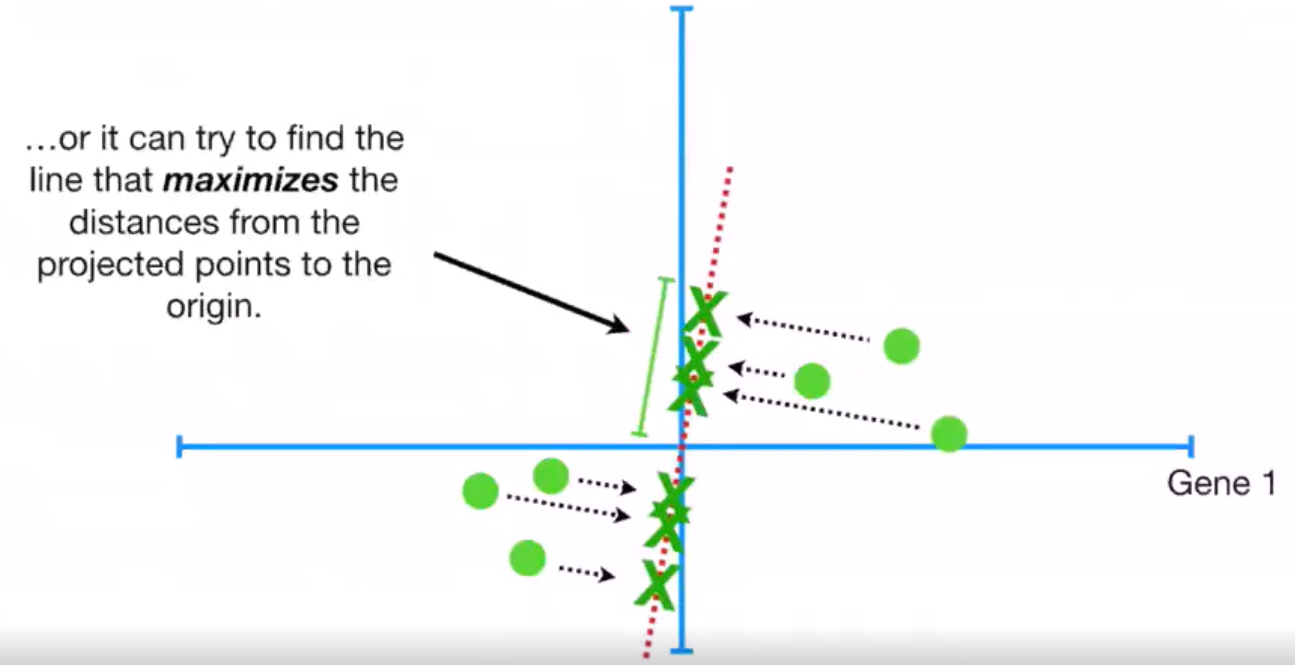 ...or it can try to find the
line that maximizes the
distances from the
projected points to the
origin.
Gene 1